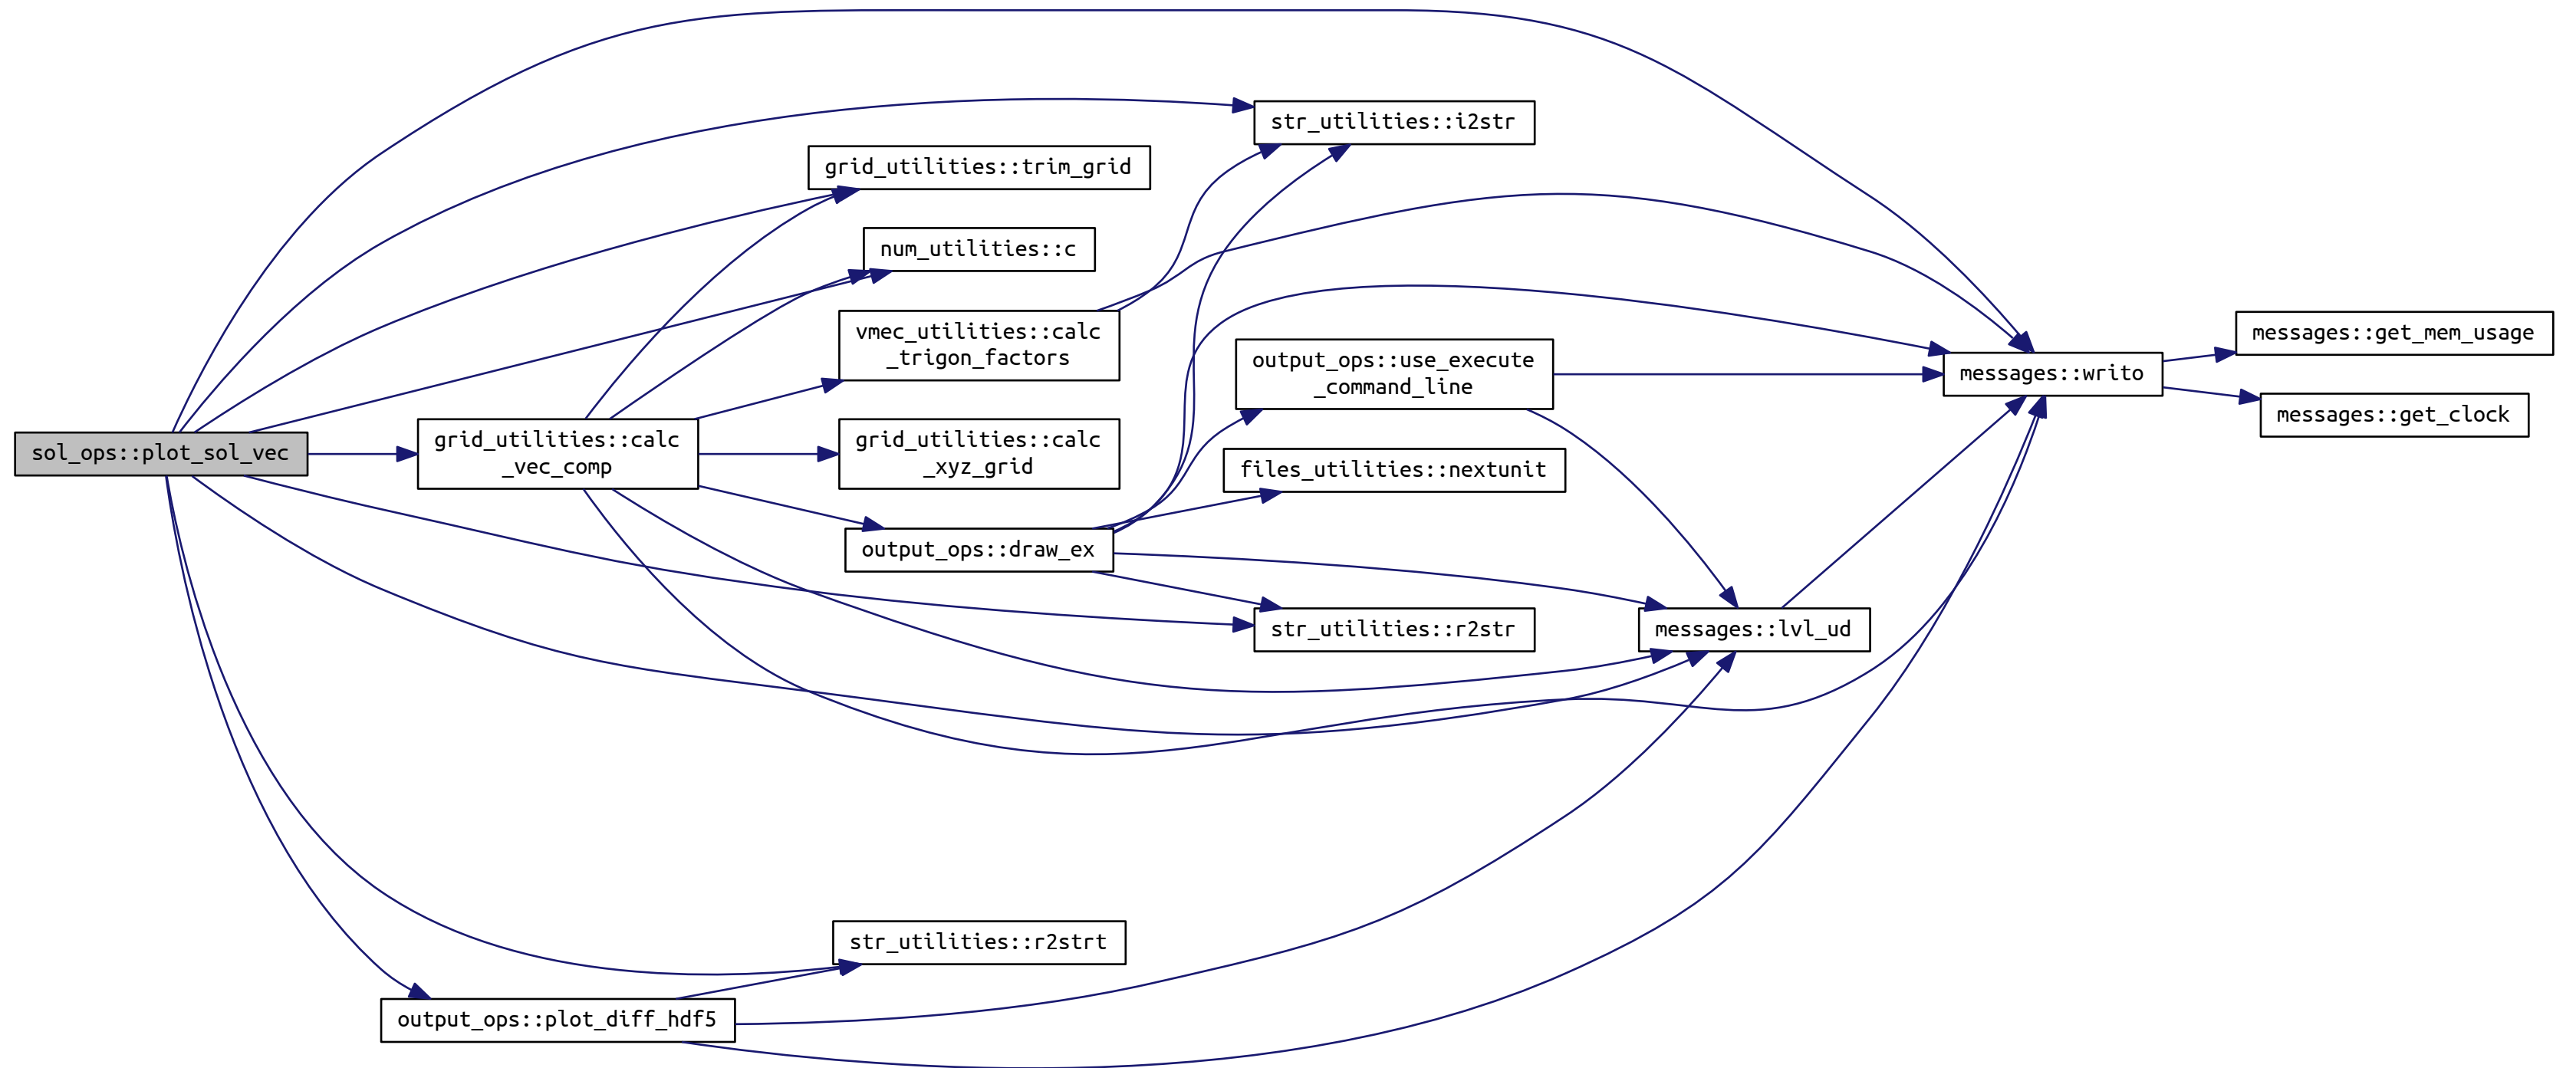 sol_ops::plot_sol_vec
grid_utilities::calc
_vec_comp
output_ops::plot_diff_hdf5
grid_utilities::trim_grid
num_utilities::c
vmec_utilities::calc
_trigon_factors
grid_utilities::calc
_xyz_grid
output_ops::draw_ex
str_utilities::r2strt
str_utilities::i2str
output_ops::use_execute
_command_line
files_utilities::nextunit
str_utilities::r2str
messages::lvl_ud
messages::writo
messages::get_mem_usage
messages::get_clock